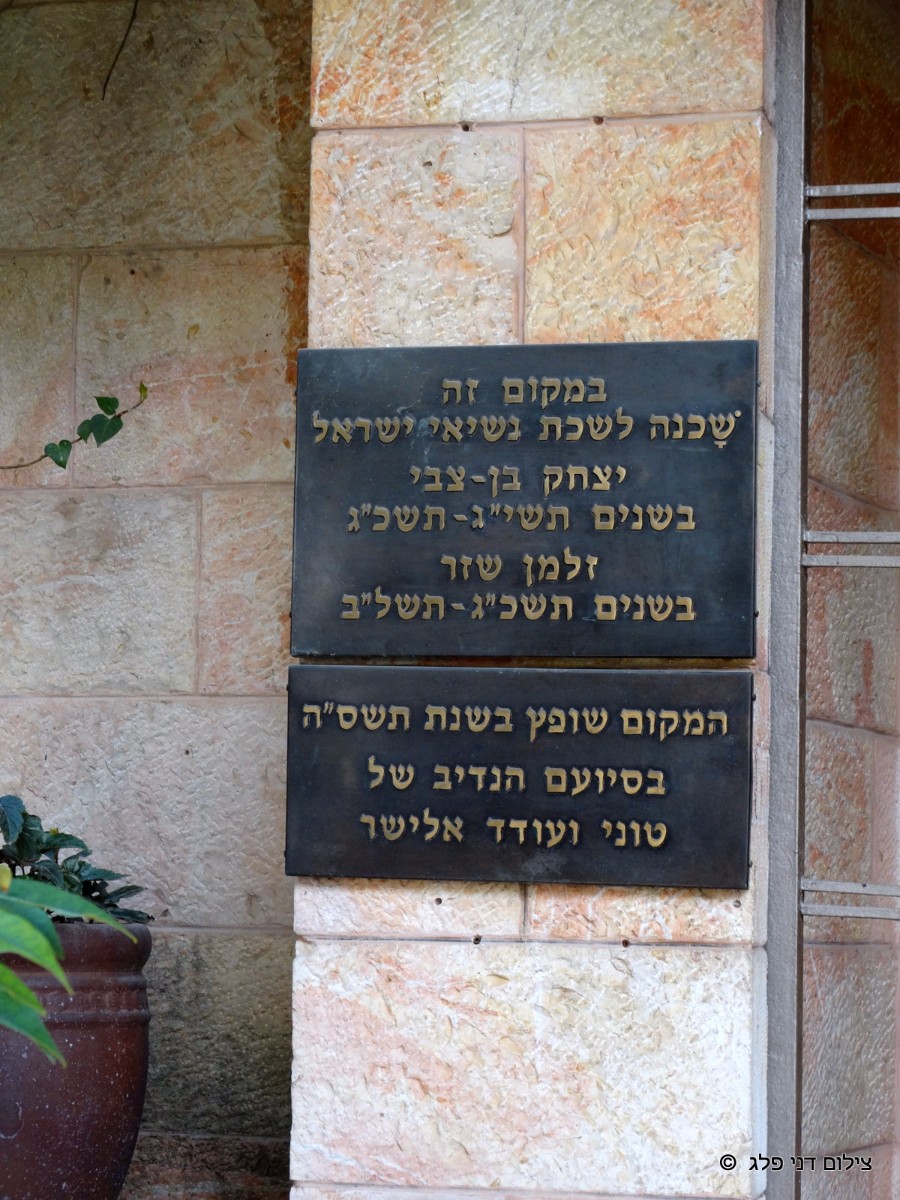 במקום זה
שָׁכנה לשכת נשיאי ישראל
יצחק בן-צבי
בשנים תשי"ג-תשכ"ג
זלמן שזר
בשנים תשכ"ג-תשל"ב
המקום שופץ בשנת תשס"ה
בסיועם הנדיב של
טוני ועודד אלישר
© צילום דני פלג